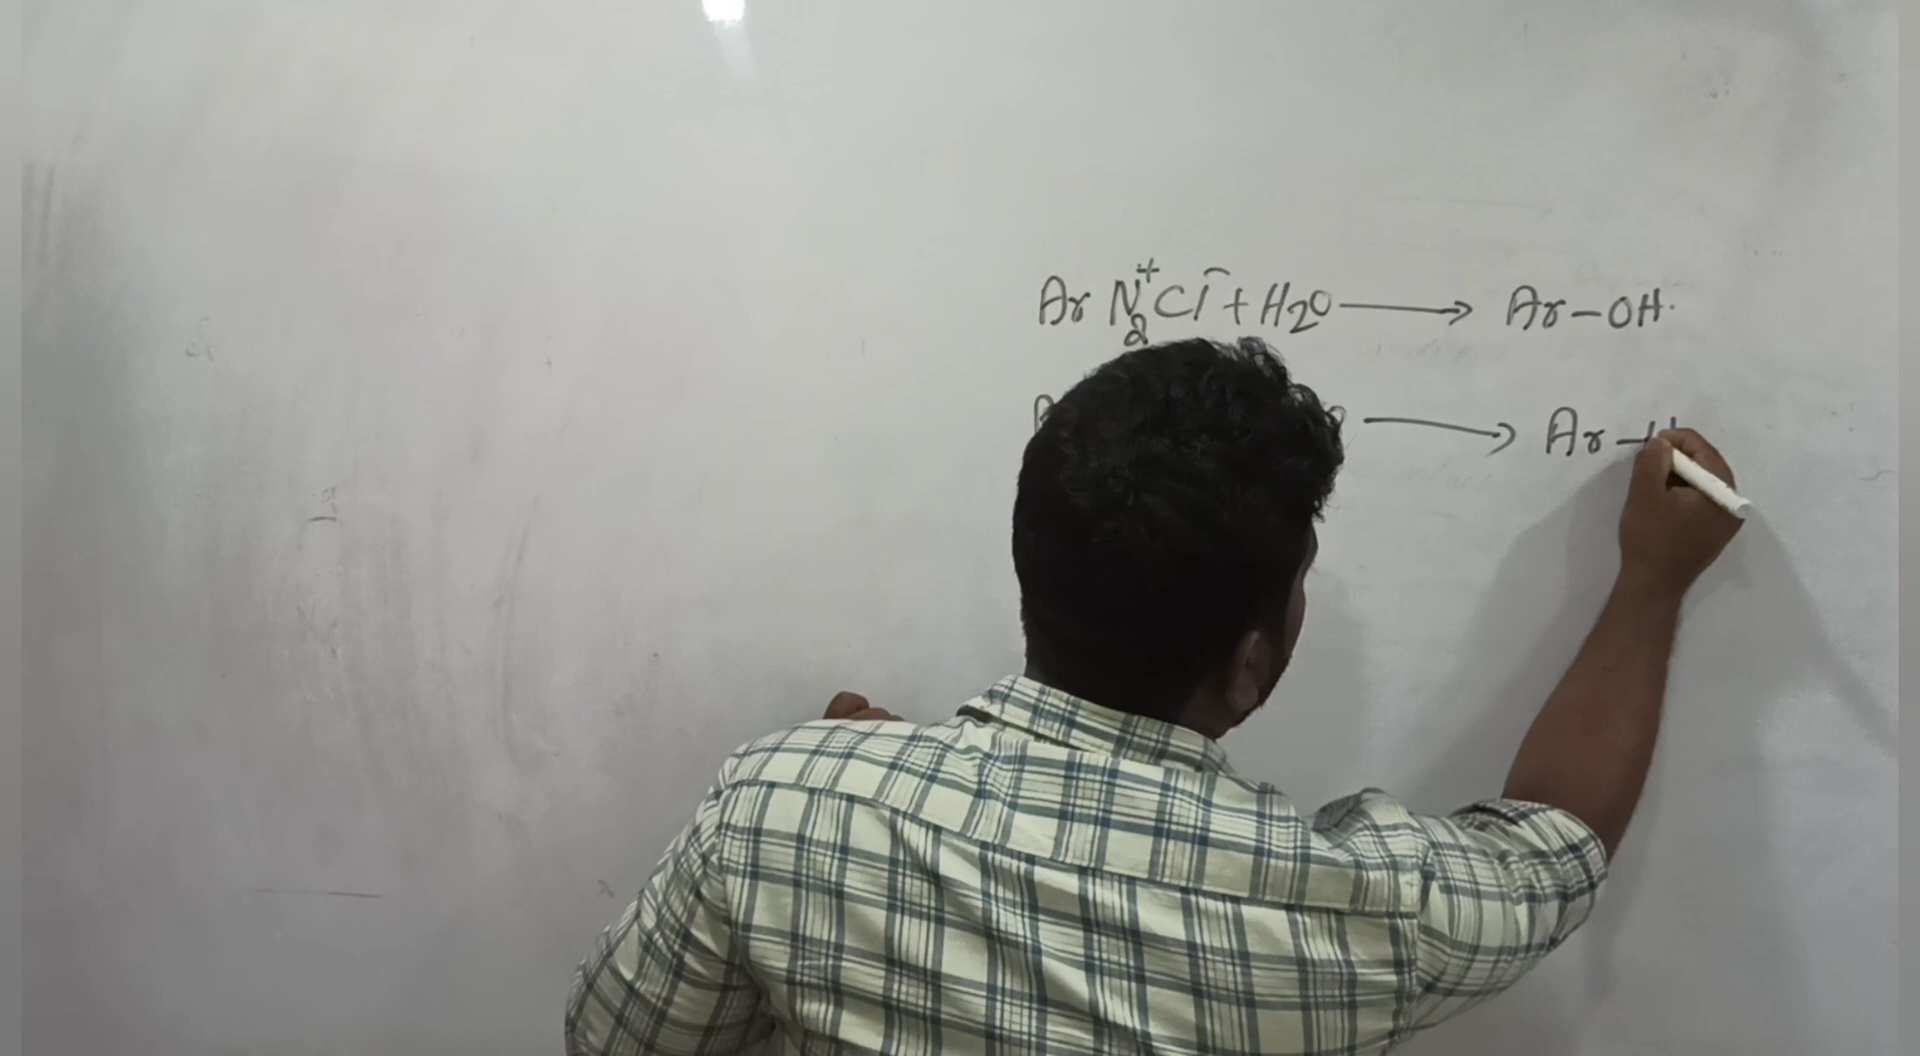 Ar N₂⁺Cl⁻ + H2O ⟶ Ar–OH.
⟶ Ar–H